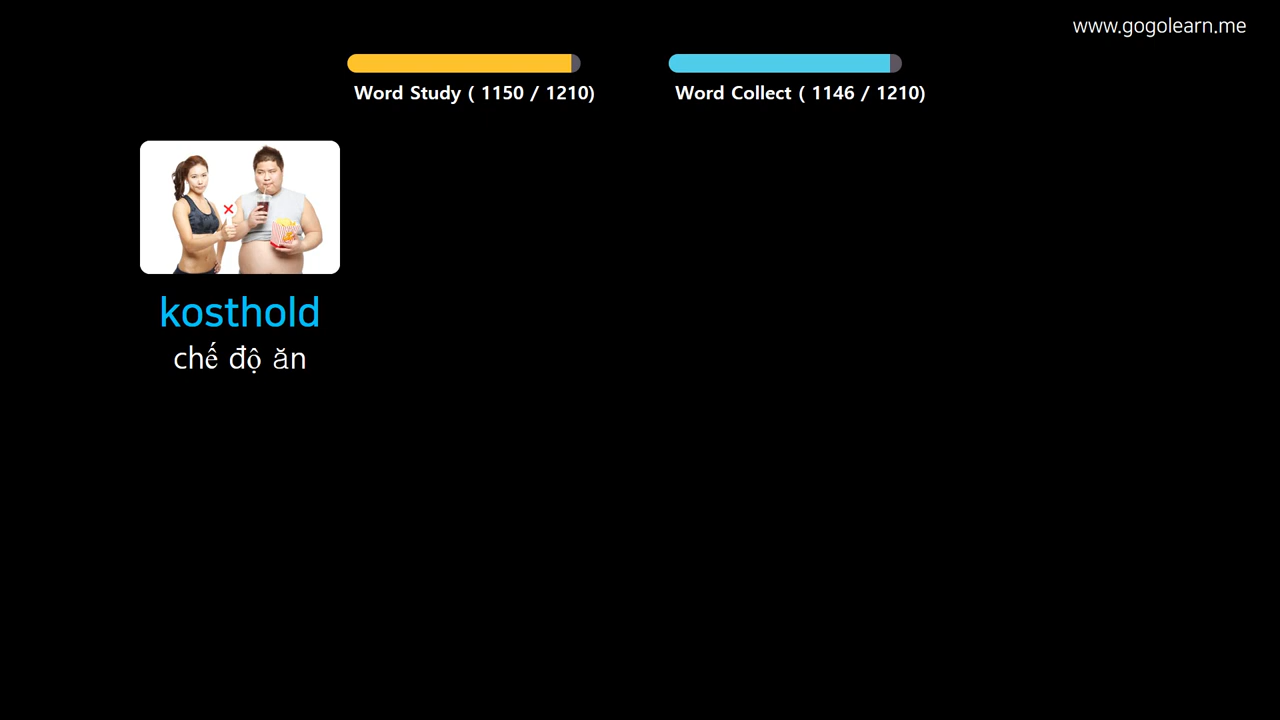 www.gogolearn.me
Word Study ( 1150 / 1210)
Word Collect ( 1146 / 1210)
kosthold
chế độ ăn